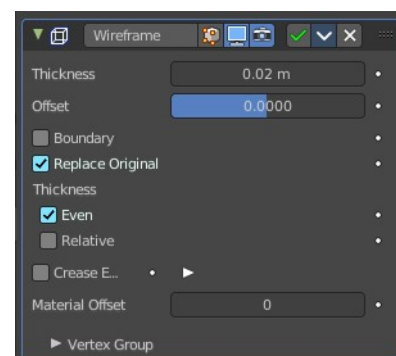 Wireframe
Thickness 0.02 m
Offset 0.0000
Boundary
Replace Original
Thickness
Even
Relative
Crease E...
Material Offset 0
Vertex Group